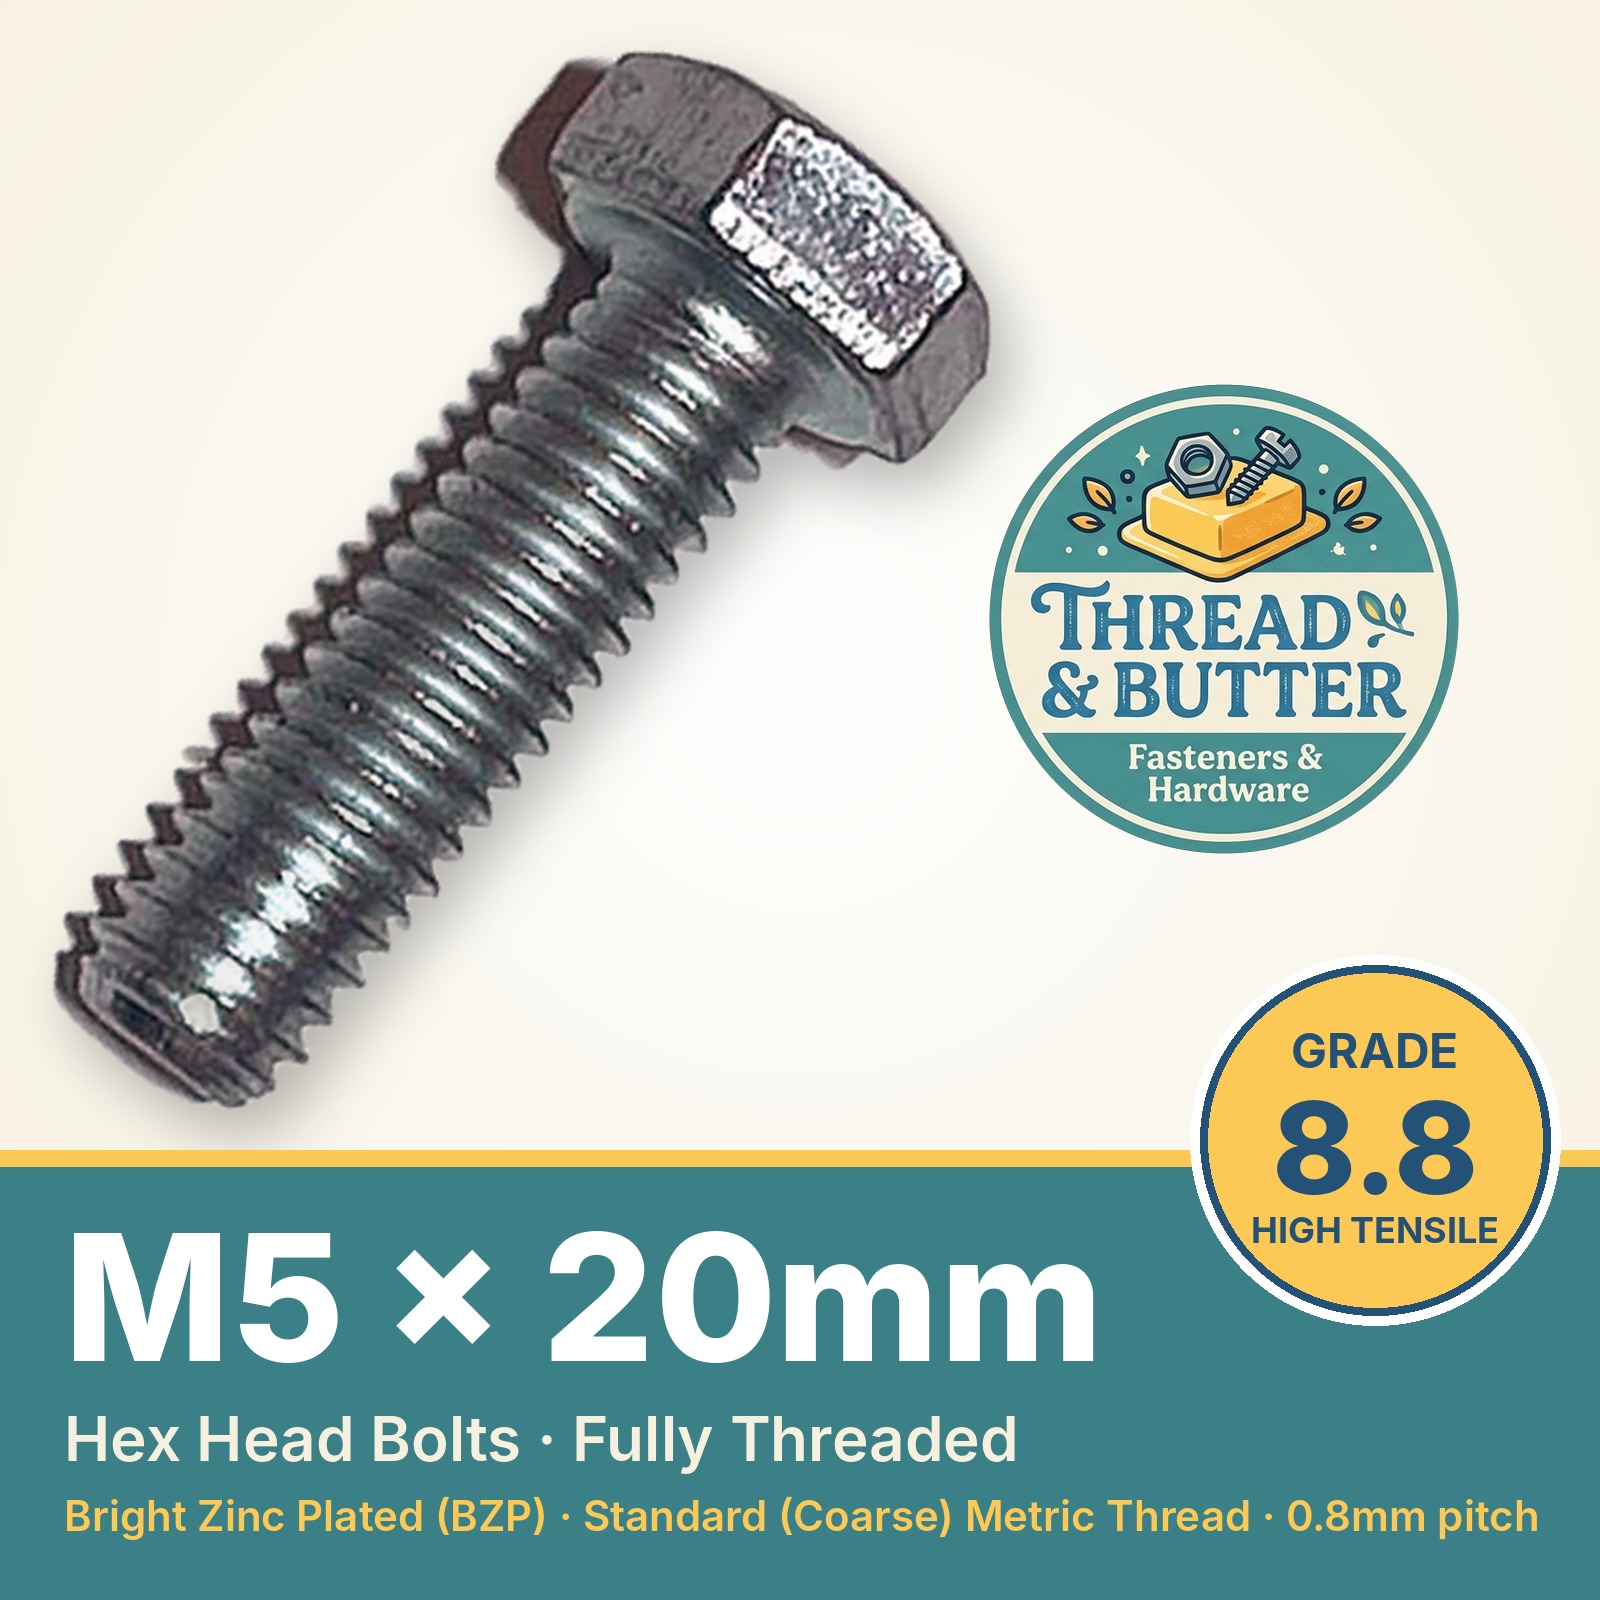 THREAD
& BUTTER
Fasteners &
Hardware
GRADE
8.8
HIGH TENSILE
M5 × 20mm
Hex Head Bolts · Fully Threaded
Bright Zinc Plated (BZP) · Standard (Coarse) Metric Thread · 0.8mm pitch